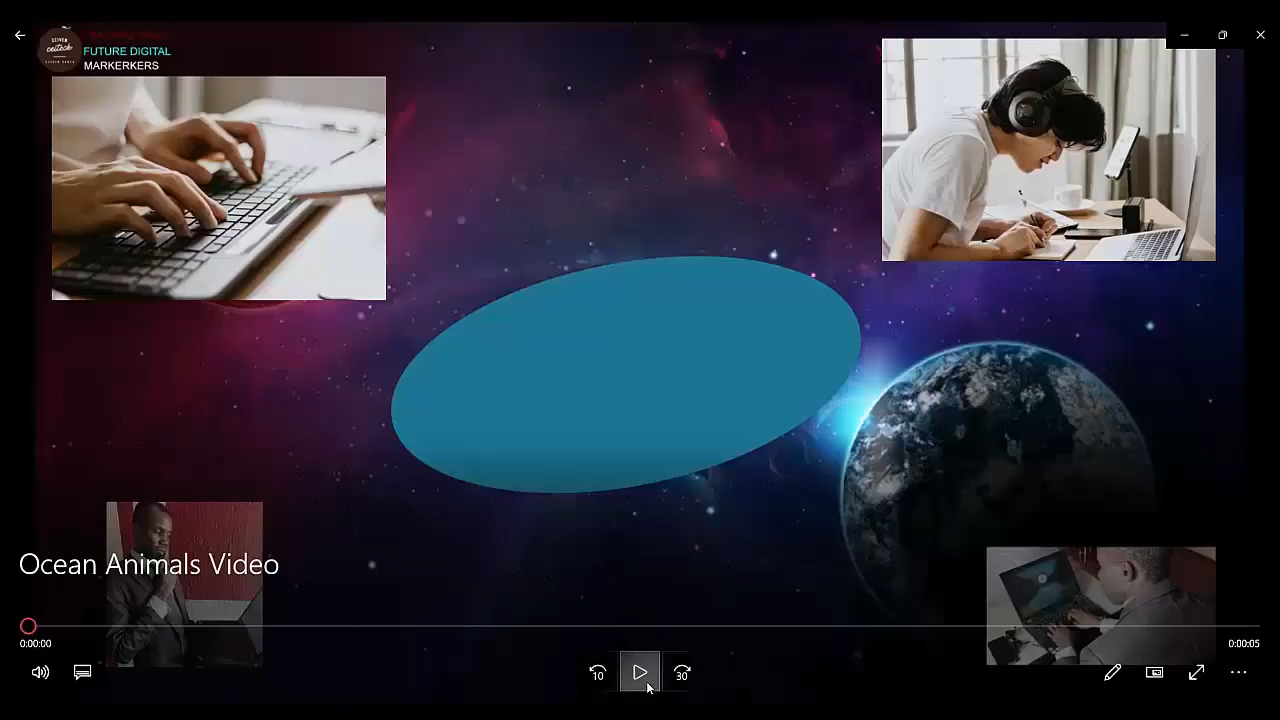 FUTURE DIGITAL
MARKERKERS
Ocean Animals Video
0:00:00
0:00:05
10
30